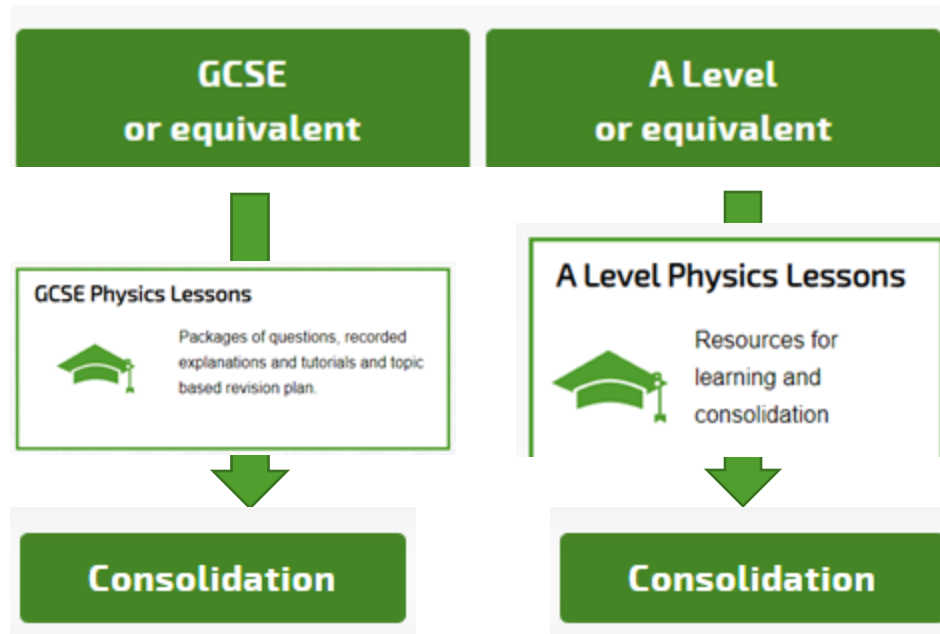 GCSE
or equivalent
A Level
or equivalent
GCSE Physics Lessons
Packages of questions, recorded
explanations and tutorials and topic
based revision plan.
A Level Physics Lessons
Resources for
learning and
consolidation
Consolidation
Consolidation